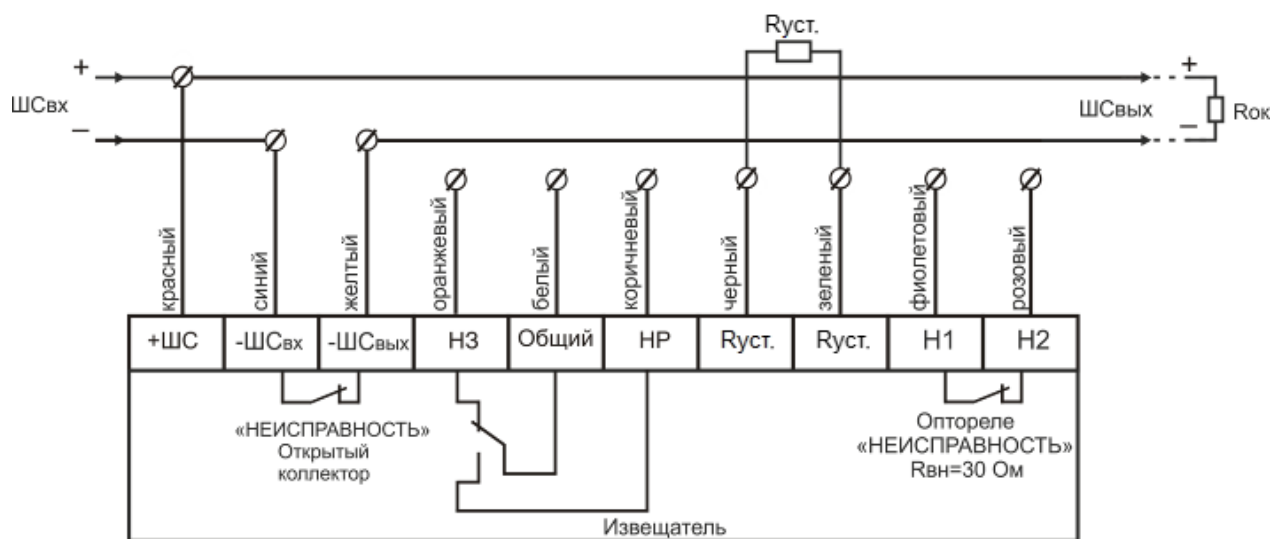 Rуст.
+
+
ШСвх
ШСвых
Rок
–
–
красный
синий
желтый
оранжевый
белый
коричневый
черный
зеленый
фиолетовый
розовый
+ШС
-ШСвх
-ШСвых
НЗ
Общий
НР
Rуст.
Rуст.
Н1
Н2
«НЕИСПРАВНОСТЬ»
Открытый
коллектор
Оптореле
«НЕИСПРАВНОСТЬ»
Rвн=30 Ом
Извещатель